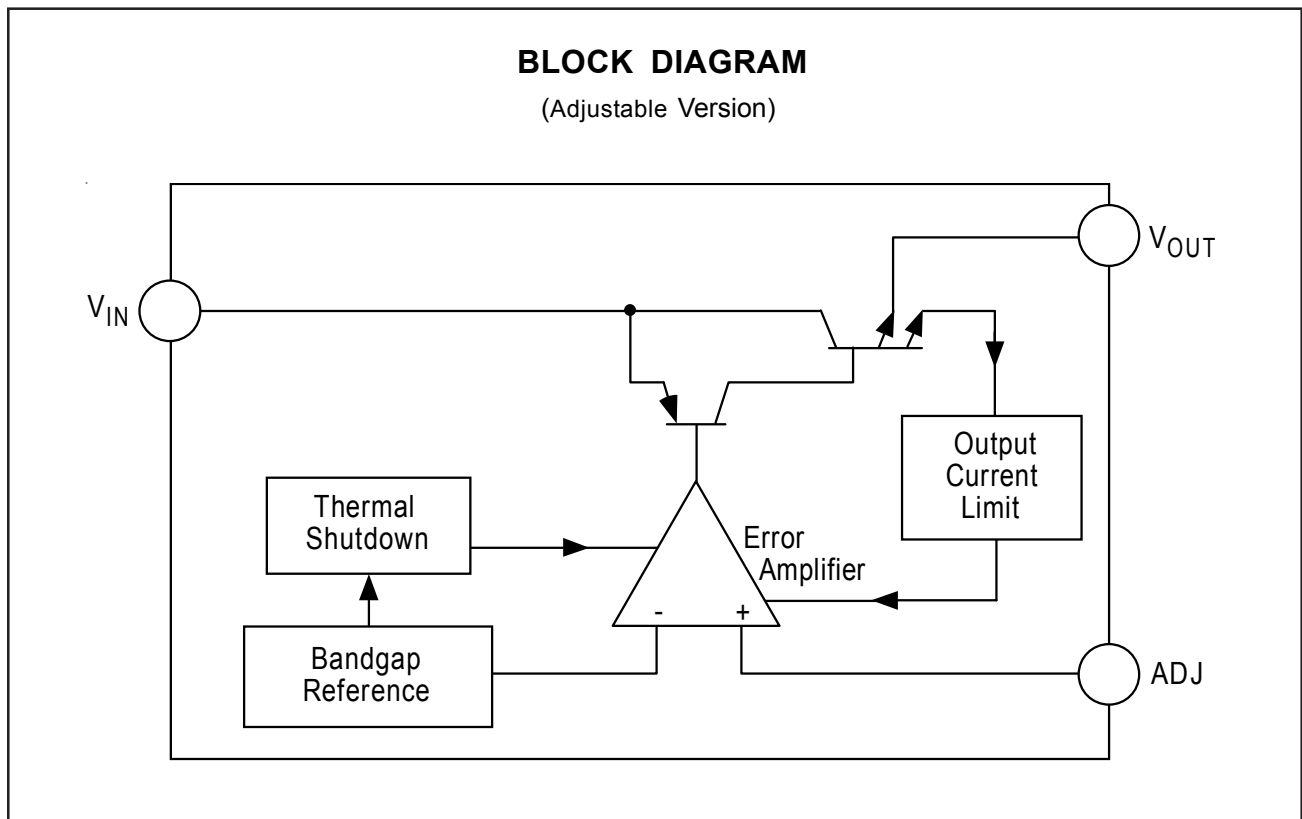 BLOCK DIAGRAM
(Adjustable Version)
VOUT
VIN
Output
Current
Limit
Thermal
Shutdown
Error
Amplifier
- +
Bandgap
Reference
ADJ